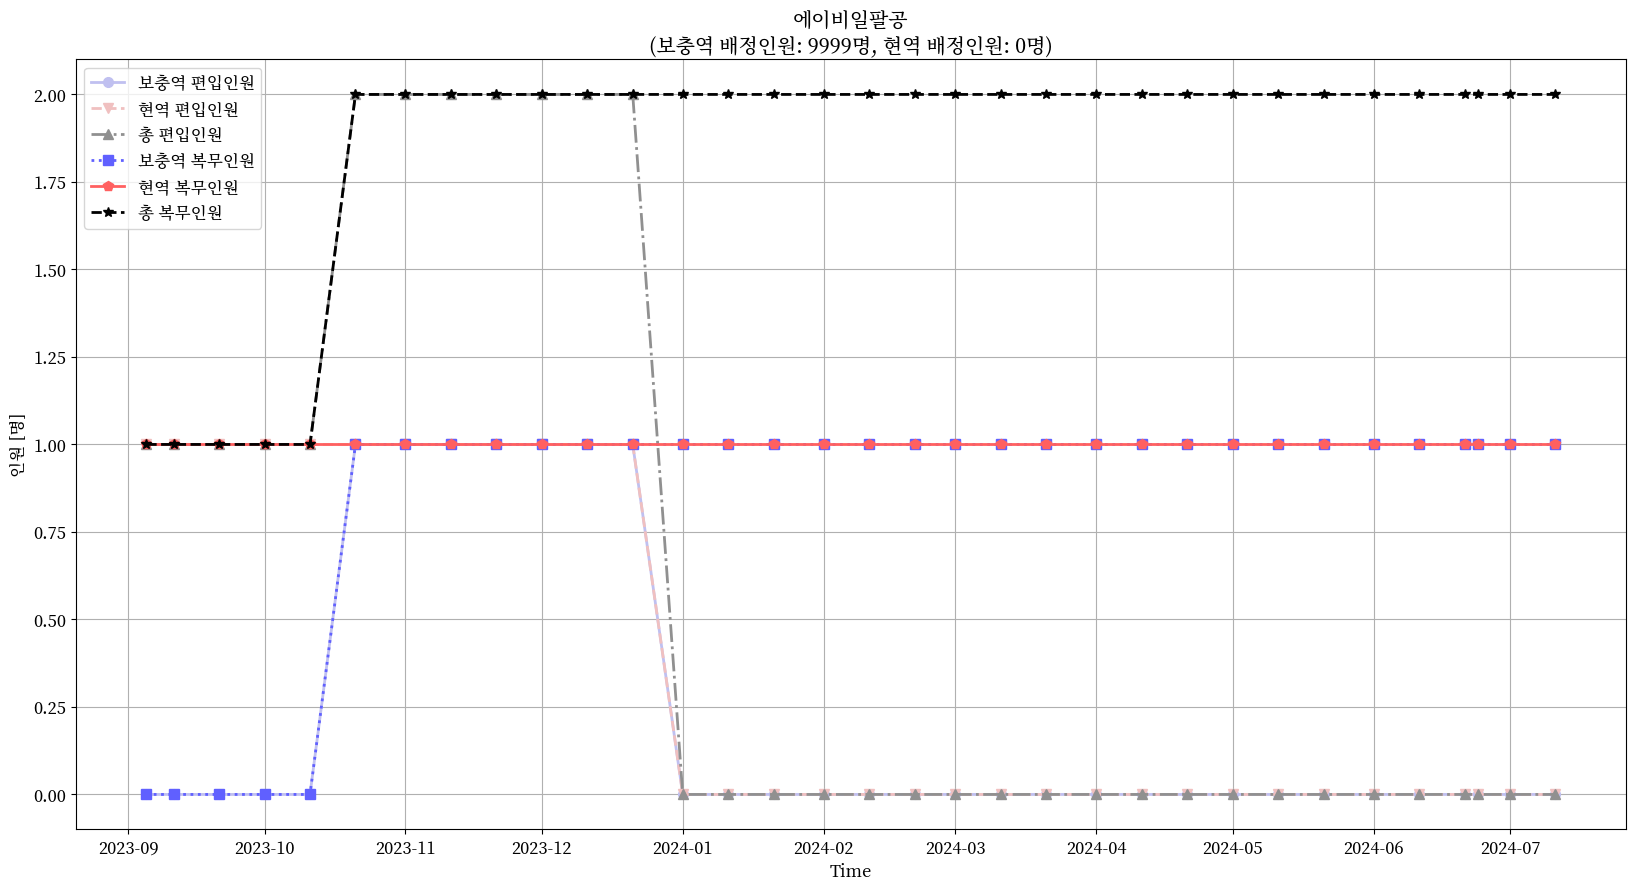 에이비일팔공
(보충역 배정인원: 9999명, 현역 배정인원: 0명)
보충역 편입인원
현역 편입인원
총 편입인원
보충역 복무인원
현역 복무인원
총 복무인원
2.00
1.75
1.50
1.25
1.00
0.75
0.50
0.25
0.00
인원 [명]
2023-09 2023-10 2023-11 2023-12 2024-01 2024-02 2024-03 2024-04 2024-05 2024-06 2024-07
Time